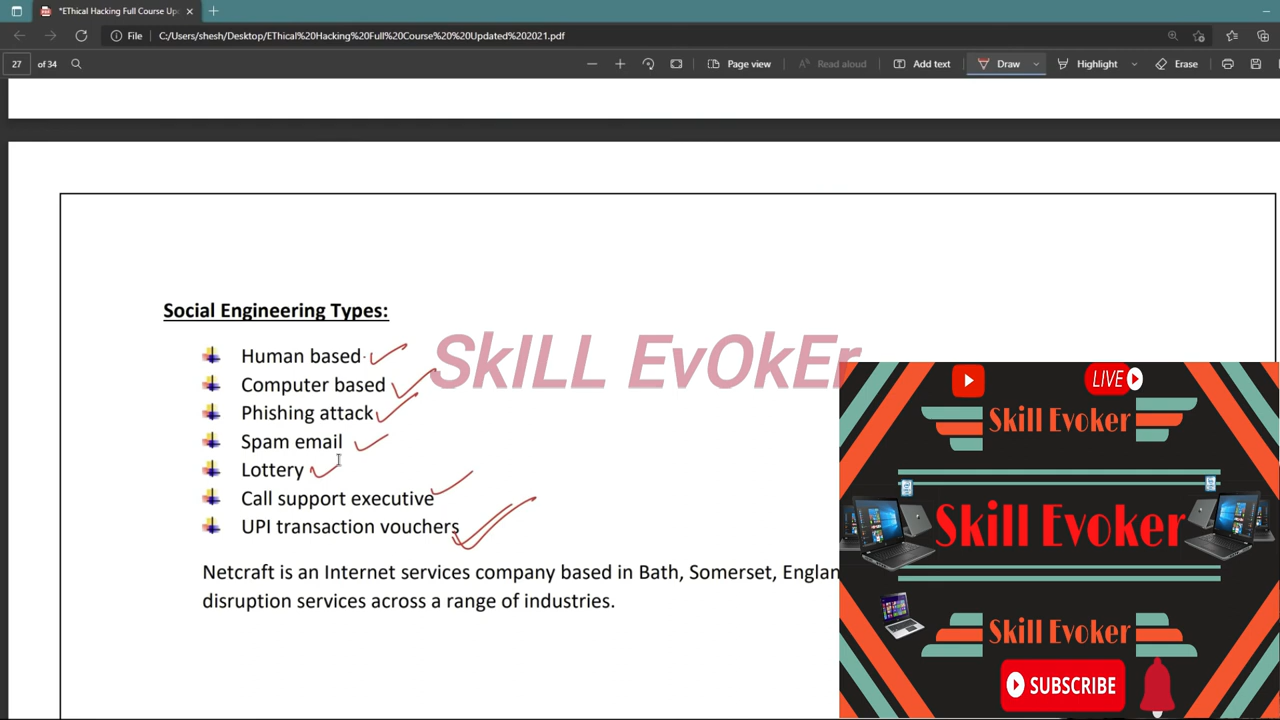 *EThical Hacking Full Course Up
File
C:/Users/shesh/Desktop/EThical%20Hacking%20Full%20Course%20%20Updated%202021.pdf
27 of 34
Page view
Read aloud
Add text
Draw
Highlight
Erase
Social Engineering Types:
Human based
Computer based
Phishing attack
Spam email
Lottery
Call support executive
UPI transaction vouchers
Netcraft is an Internet services company based in Bath, Somerset, Englan
disruption services across a range of industries.
SkILL EvOkEr
LIVE
Skill Evoker
Skill Evoker
Skill Evoker
SUBSCRIBE